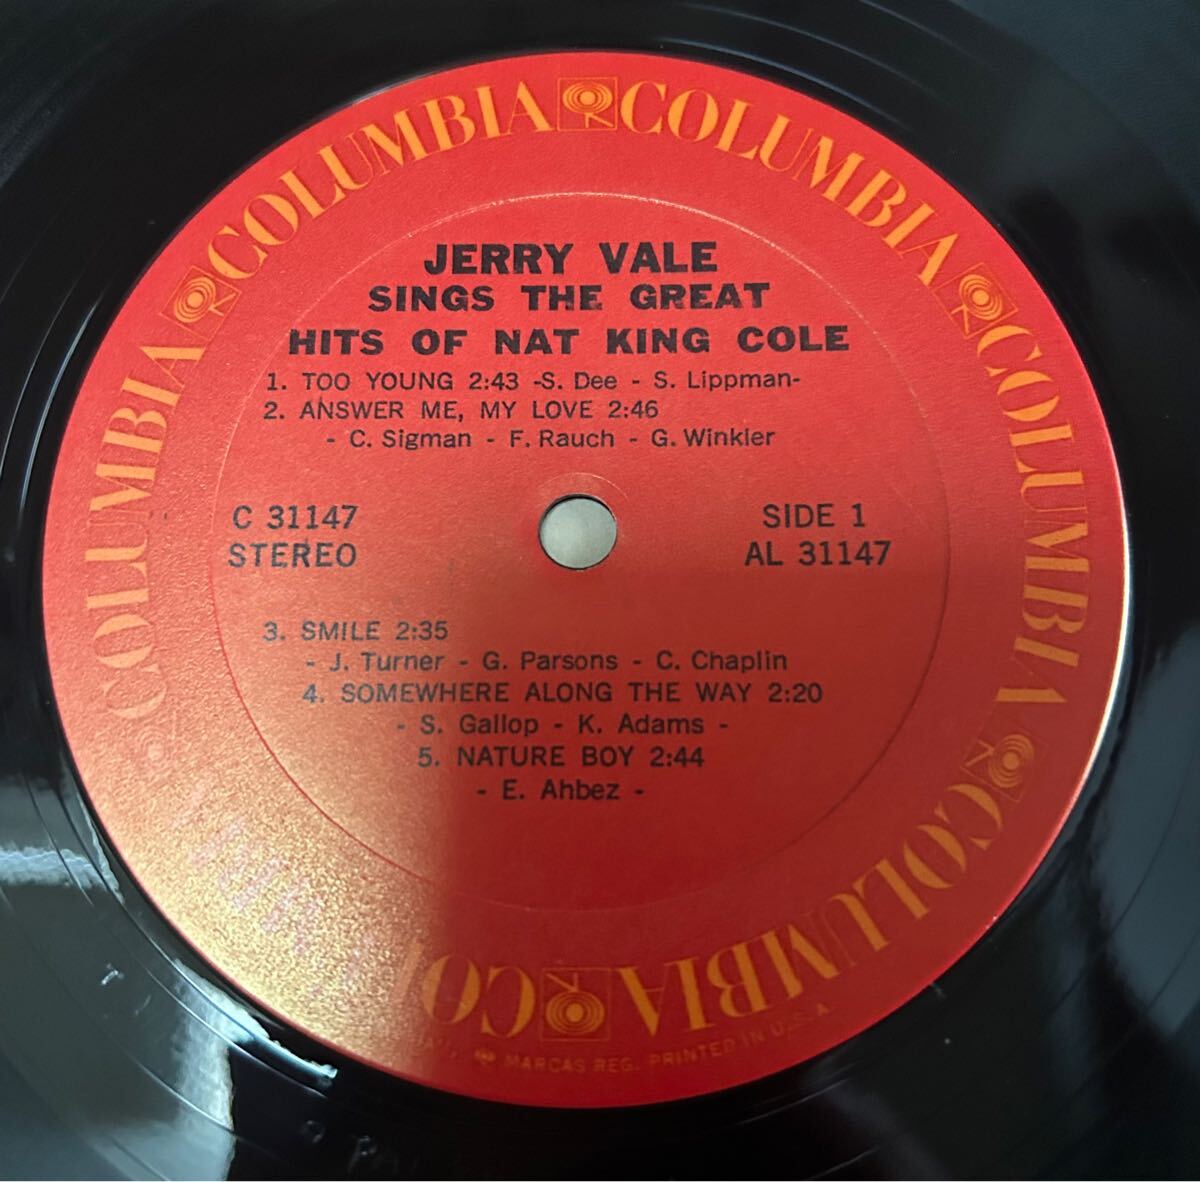 COLUMBIA COLUMBIA COLUMBIA COLUMBIA COLUMBIA COLUMBIA
JERRY VALE
SINGS THE GREAT
HITS OF NAT KING COLE
1. TOO YOUNG 2:43 -S. Dee - S. Lippman-
2. ANSWER ME, MY LOVE 2:46
- C. Sigman - F. Rauch - G. Winkler
C 31147
STEREO
SIDE 1
AL 31147
3. SMILE 2:35
- J. Turner - G. Parsons - C. Chaplin
4. SOMEWHERE ALONG THE WAY 2:20
- S. Gallop - K. Adams -
5. NATURE BOY 2:44
- E. Ahbez -
MARCAS REG. PRINTED IN U.S.A.